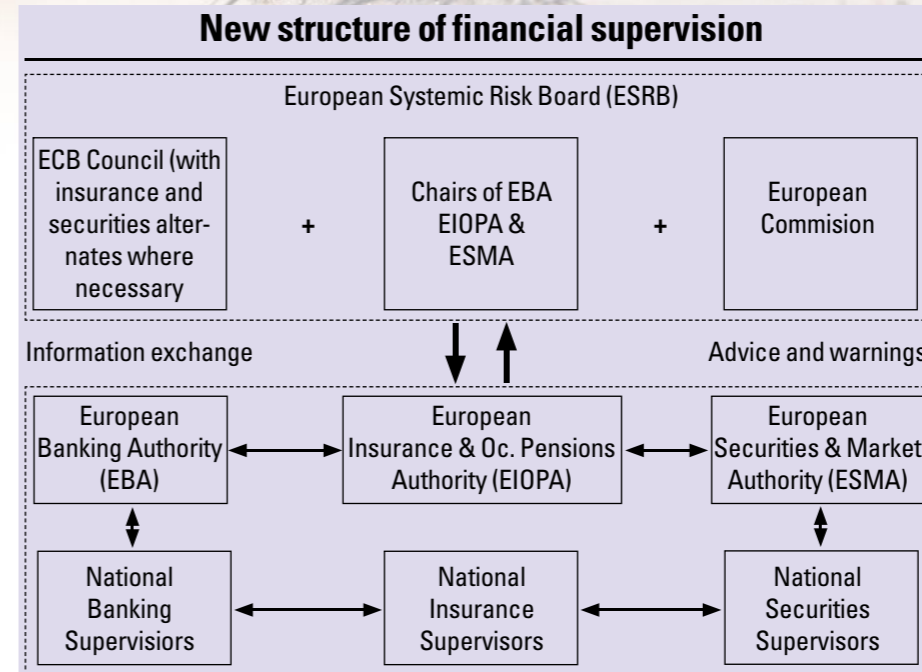 New structure of financial supervision
European Systemic Risk Board (ESRB)
ECB Council (with
insurance and
securities alter-
nates where
necessary
+
Chairs of EBA
EIOPA &
ESMA
+
European
Commision
Information exchange
Advice and warnings
European
Banking Authority
(EBA)
European
Insurance & Oc. Pensions
Authority (EIOPA)
European
Securities & Market
Authority (ESMA)
National
Banking
Supervisiors
National
Insurance
Supervisors
National
Securities
Supervisors